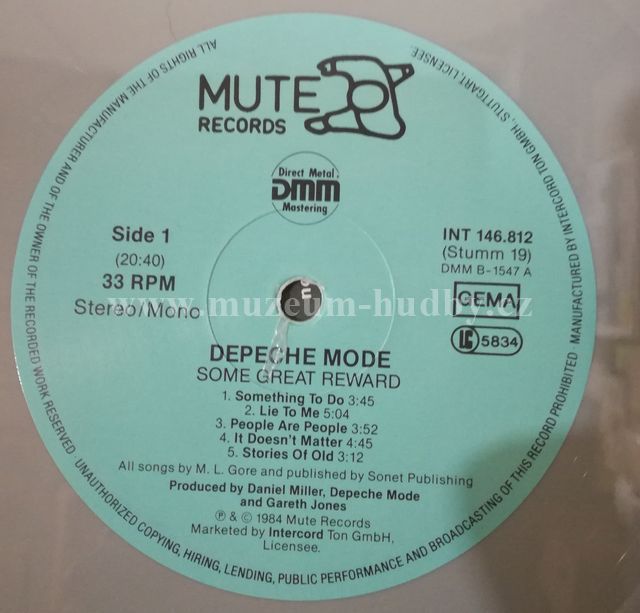 MUTE
RECORDS
Direct Metal
DMM
Mastering
Side 1
(20:40)
33 RPM
Stereo/Mono
INT 146.812
(Stumm 19)
DMM B-1547 A
GEMA
LC 5834
www.muzeum-hudby.cz
DEPECHE MODE
SOME GREAT REWARD
1. Something To Do 3:45
2. Lie To Me 5:04
3. People Are People 3:52
4. It Doesn't Matter 4:45
5. Stories Of Old 3:12
All songs by M. L. Gore and published by Sonet Publishing
Produced by Daniel Miller, Depeche Mode
and Gareth Jones
℗ & © 1984 Mute Records
Marketed by Intercord Ton GmbH,
Licensee.
ALL RIGHTS OF THE MANUFACTURER AND OF THE OWNER OF THE RECORDED WORK RESERVED UNAUTHORIZED COPYING, HIRING, LENDING, PUBLIC PERFORMANCE AND BROADCASTING OF THIS RECORD PROHIBITED MANUFACTURED BY INTERCORD TON GMBH, STUTTGART LICENSEE.